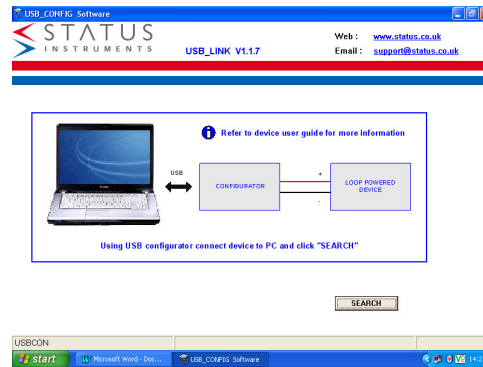 USB_CONFIG Software
STATUS
INSTRUMENTS
USB_LINK V1.1.7
Web : www.status.co.uk
Email : support@status.co.uk
Refer to device user guide for more information
USB
CONFIGURATOR
+
LOOP POWERED
DEVICE
-
Using USB configurator connect device to PC and click "SEARCH"
SEARCH
USBCON
start
Microsoft Word - Doc...
USB_CONFIG Software